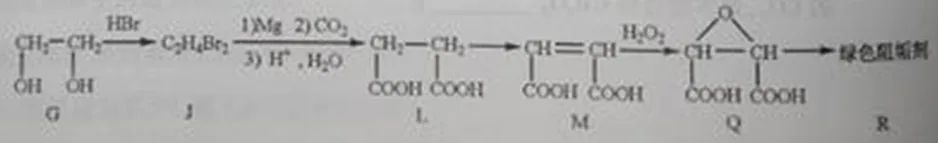 HBr
CH₂—CH₂
OH OH
G
C₂H₄Br₂
J
1)Mg 2)CO₂
3) H⁺ , H₂O
CH₂—CH₂
COOH COOH
L
CH=CH
COOH COOH
M
H₂O₂
O
CH—CH
COOH COOH
Q
绿色阻垢剂
R